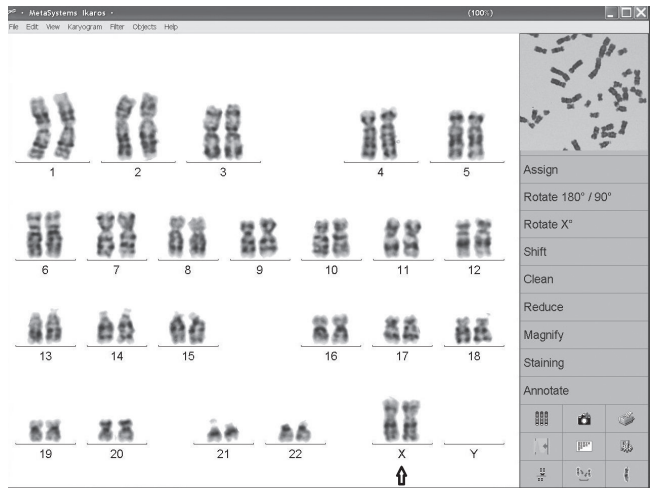 MetaSystems Ikaros - (100%)
File Edit View Karyogram Filter Objects Help
1 2 3 4 5
Assign
Rotate 180° / 90°
Rotate X°
6 7 8 9 10 11 12
Shift
Clean
Reduce
Magnify
13 14 15 16 17 18
Staining
Annotate
19 20 21 22 X Y